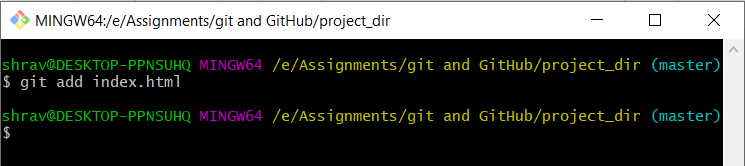 MINGW64:/e/Assignments/git and GitHub/project_dir
shrav@DESKTOP-PPNSUHQ MINGW64 /e/Assignments/git and GitHub/project_dir (master)
$ git add index.html
shrav@DESKTOP-PPNSUHQ MINGW64 /e/Assignments/git and GitHub/project_dir (master)
$